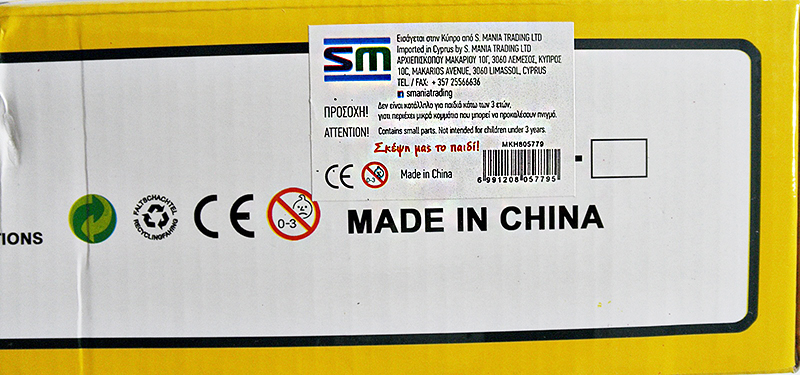 sm
Εισάγεται στην Κύπρο από S. MANIA TRADING LTD
Imported in Cyprus by S. MANIA TRADING LTD
ΑΡΧΙΕΠΙΣΚΟΠΟΥ ΜΑΚΑΡΙΟΥ 10Γ, 3060 ΛΕΜΕΣΟΣ, ΚΥΠΡΟΣ
10C, MAKARIOS AVENUE, 3060 LIMASSOL, CYPRUS
TEL. / FAX: + 357 25566636
smaniatrading
ΠΡΟΣΟΧΗ! Δεν είναι κατάλληλο για παιδιά κάτω των 3 ετών,
γιατι περιέχει μικρά κομμάτια που μπορεί να προκαλέσουν πνιγμό.
ATTENTION! Contains small parts. Not intended for children under 3 years.
Σκέψη μας το παιδί!
MKH805779
CE 0-3 Made in China
6 991208 057795
IONS
FALTSCHACHTEL
RECYCLINGFÄHING
CE
0-3
MADE IN CHINA